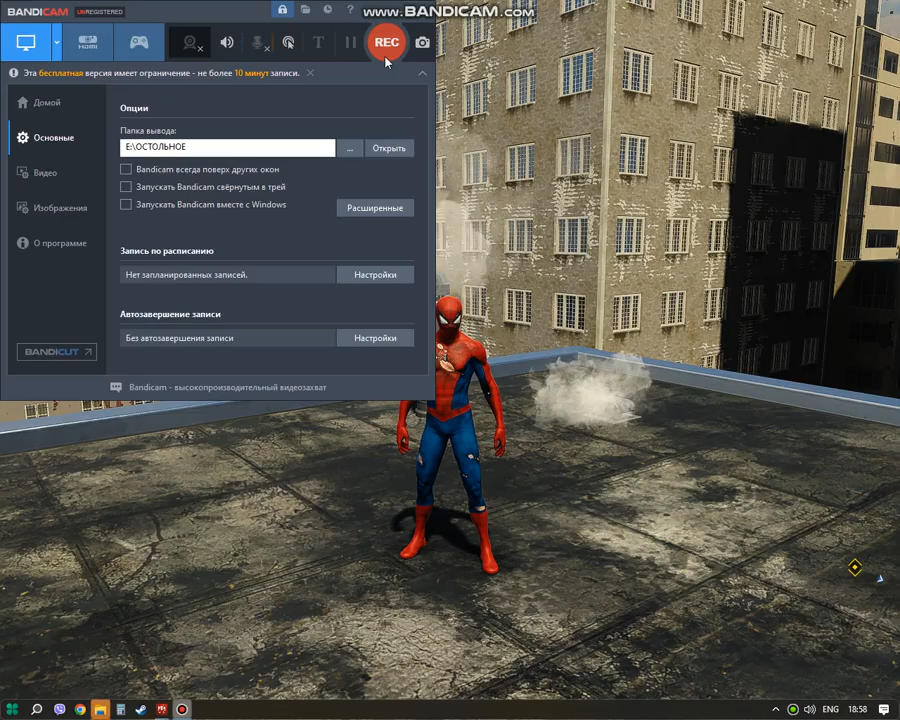 BANDICAM UNREGISTERED
www.BANDICAM.com
HDMI
REC
Эта бесплатная версия имеет ограничение - не более 10 минут записи.
Домой
Основные
Видео
Изображения
О программе
BANDICUT
Опции
Папка вывода:
E:\ОСТОЛЬНОЕ
...
Открыть
Bandicam всегда поверх других окон
Запускать Bandicam свёрнутым в трей
Запускать Bandicam вместе с Windows
Расширенные
Запись по расписанию
Нет запланированных записей.
Настройки
Автозавершение записи
Без автозавершения записи
Настройки
Bandicam - высокопроизводительный видеозахват
ENG
18:58